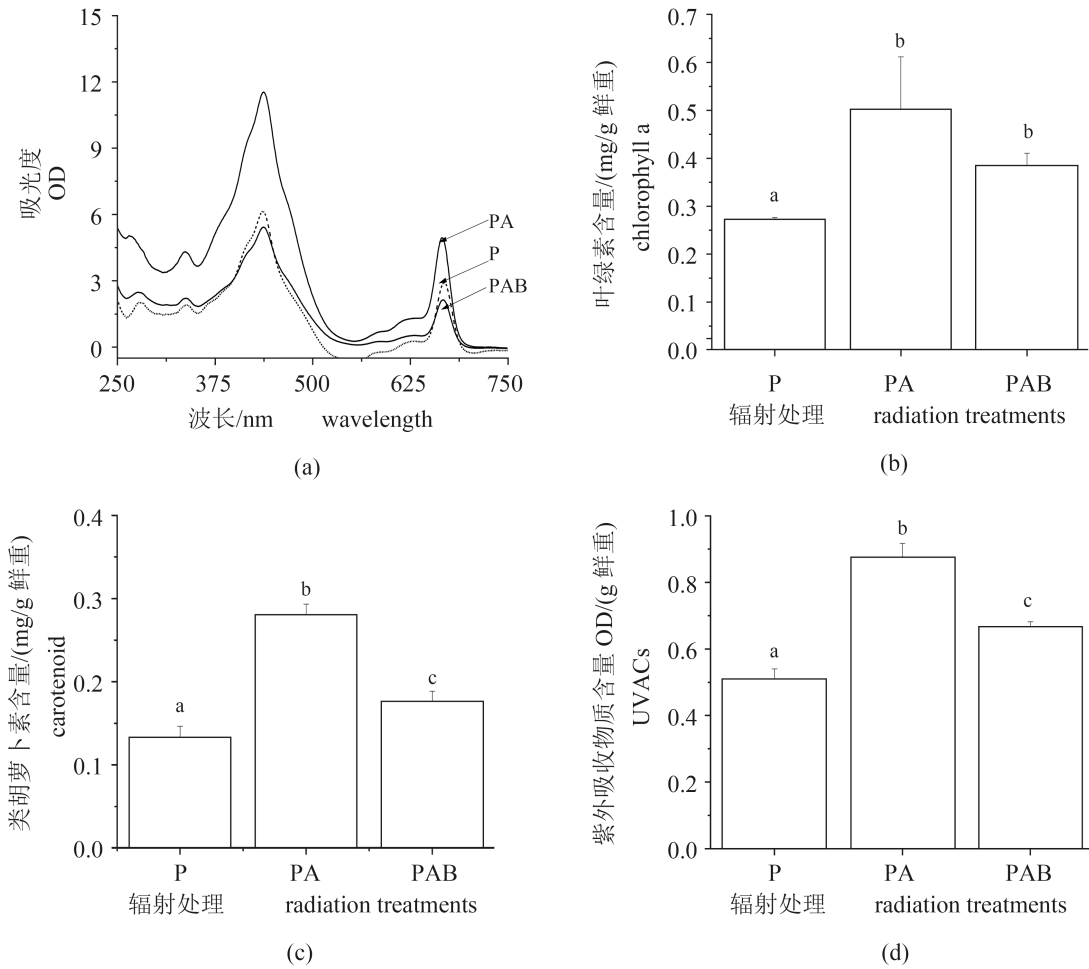 15
12
9
6
3
0
吸光度
OD
PA
P
PAB
250 375 500 625 750
波长/nm wavelength
(a)
0.7
0.6
0.5
0.4
0.3
0.2
0.1
0.0
叶绿素含量/(mg/g 鲜重)
chlorophyll a
a
b
b
P PA PAB
辐射处理 radiation treatments
(b)
0.4
0.3
0.2
0.1
0.0
类胡萝卜素含量/(mg/g 鲜重)
carotenoid
a
b
c
P PA PAB
辐射处理 radiation treatments
(c)
1.0
0.8
0.6
0.4
0.2
0.0
紫外吸收物质含量 OD/(g 鲜重)
UVACs
a
b
c
P PA PAB
辐射处理 radiation treatments
(d)